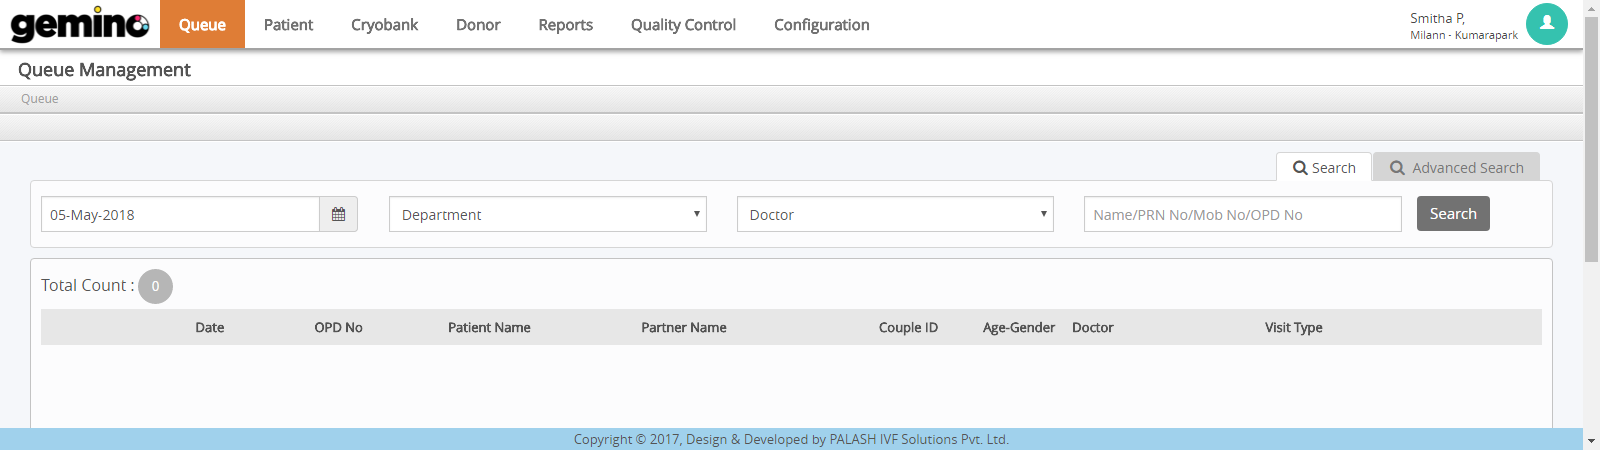 gemino Queue Patient Cryobank Donor Reports Quality Control Configuration Smitha P,
Milann - Kumarapark
Queue Management
Queue
Search Advanced Search
05-May-2018 Department Doctor Name/PRN No/Mob No/OPD No Search
Total Count : 0
Date OPD No Patient Name Partner Name Couple ID Age-Gender Doctor Visit Type
Copyright © 2017, Design & Developed by PALASH IVF Solutions Pvt. Ltd.